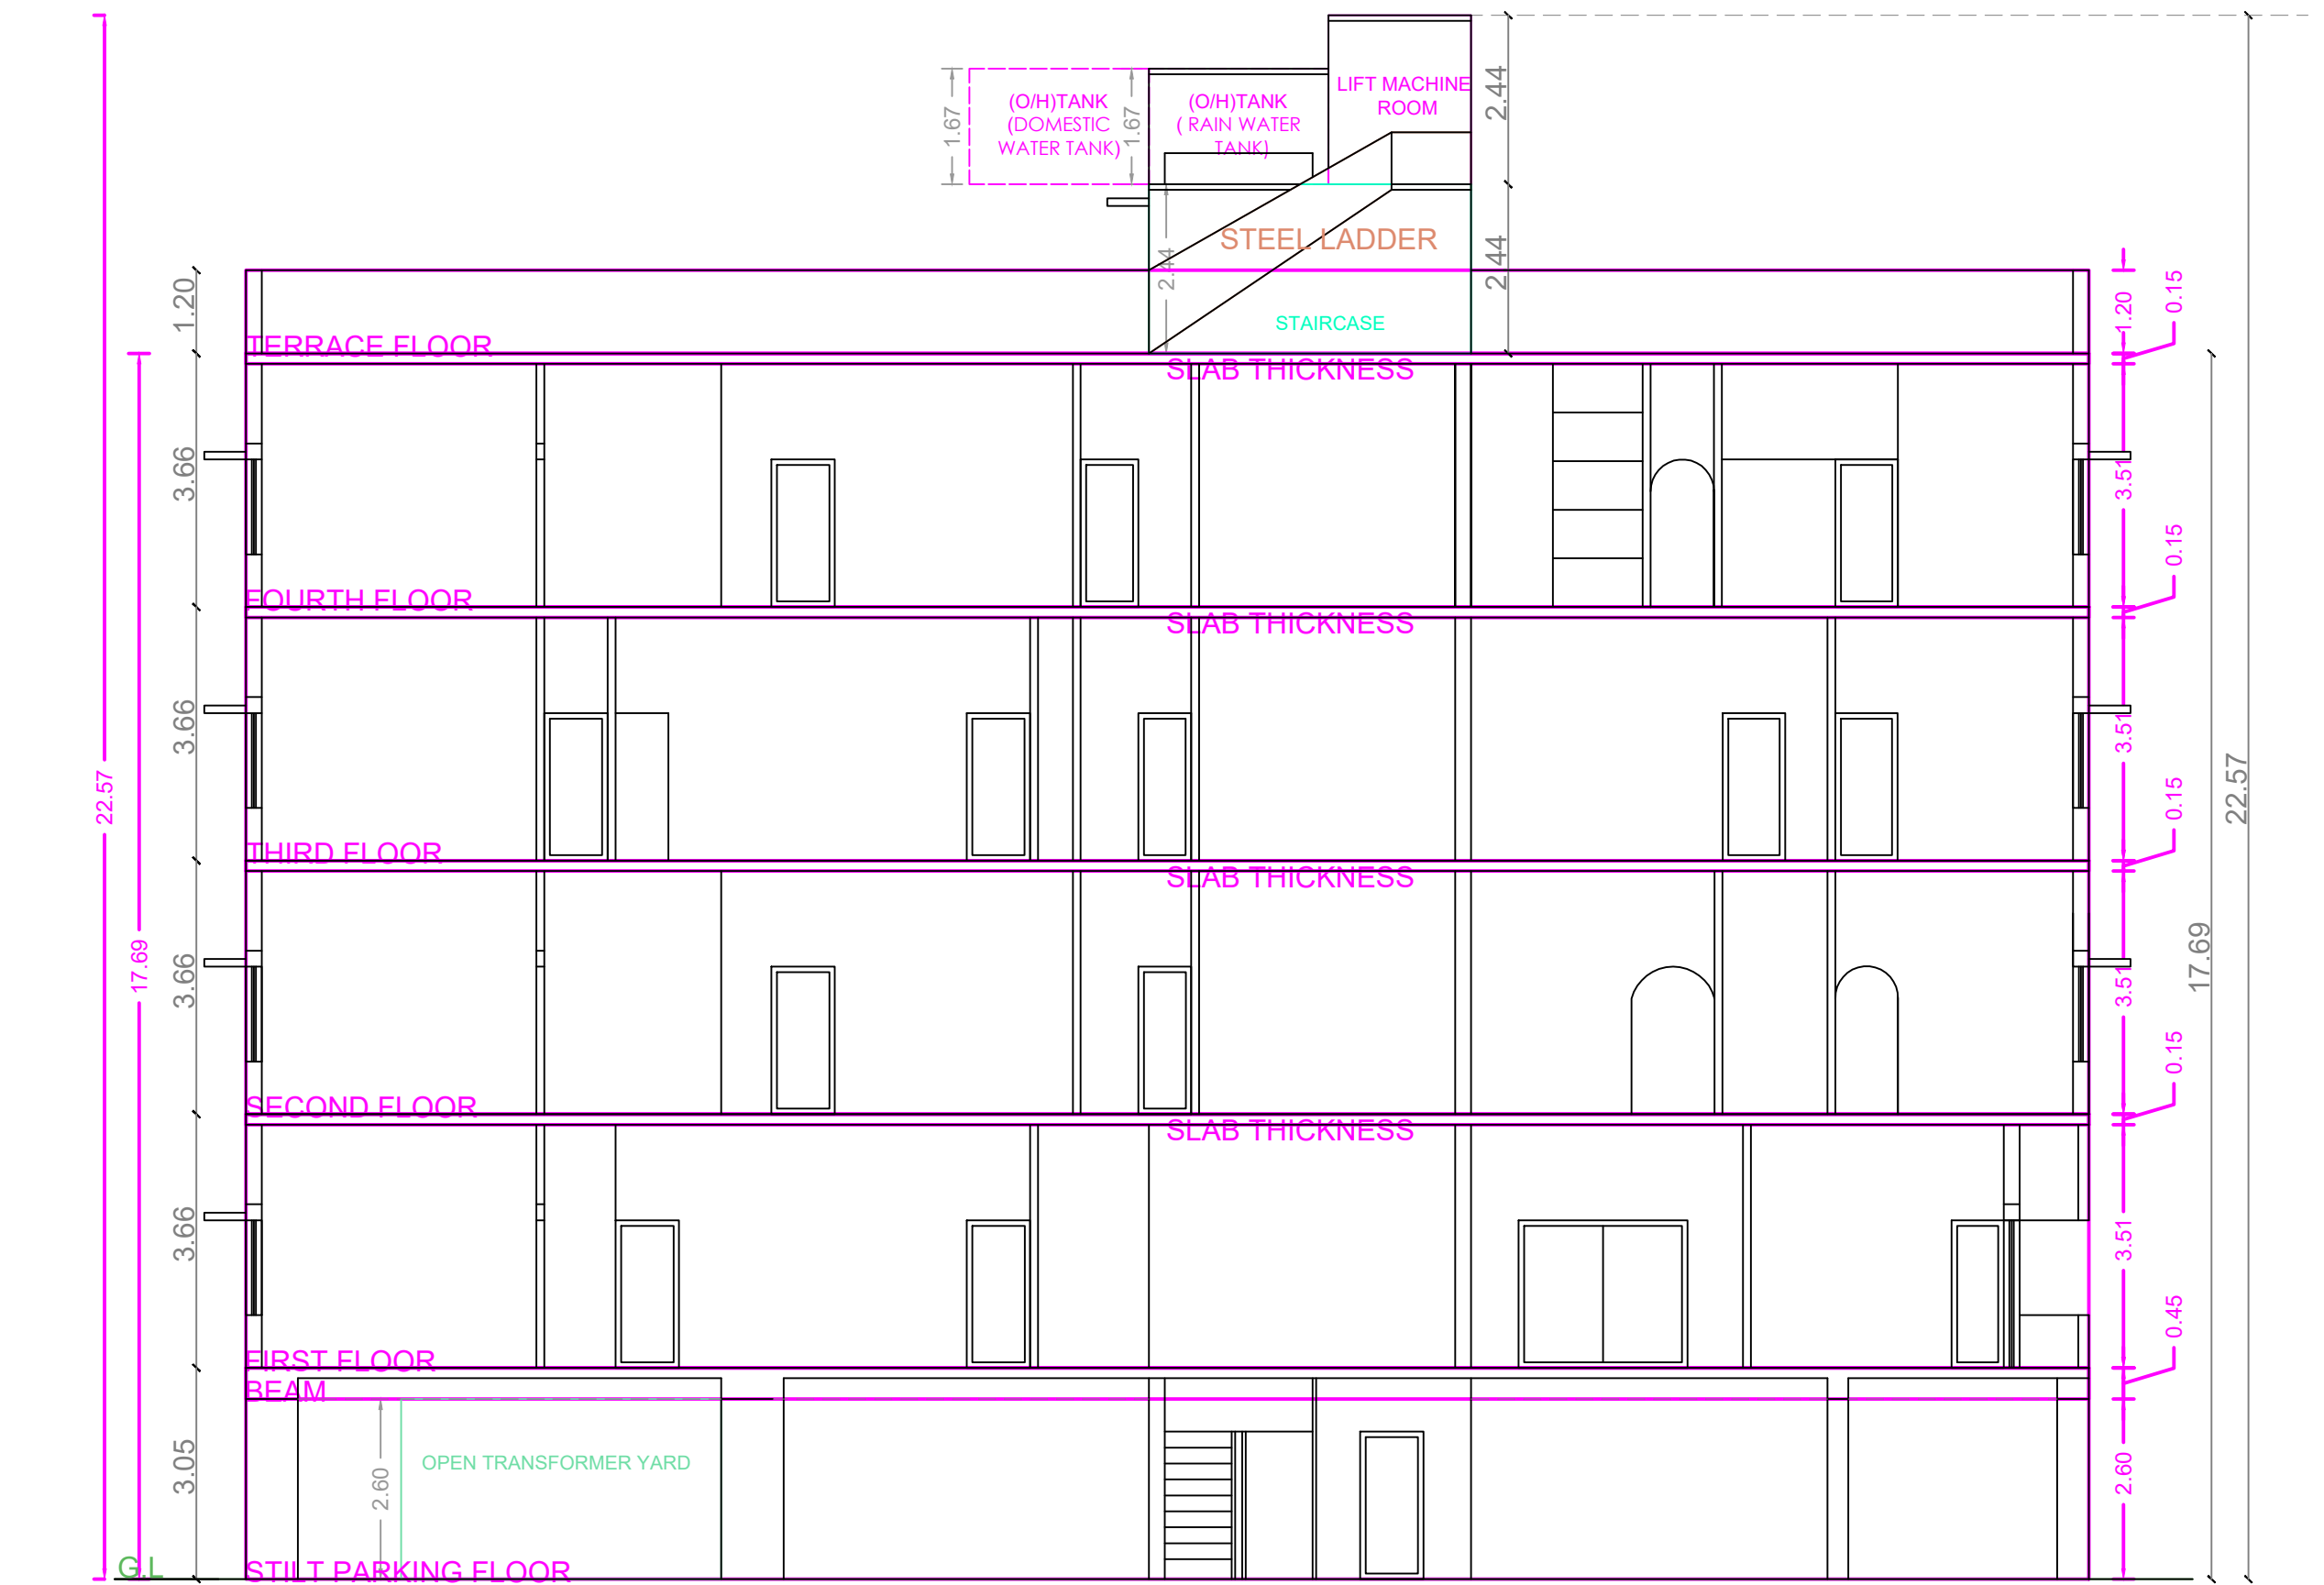 LIFT MACHINE
ROOM
2.44
(O/H)TANK
(DOMESTIC
WATER TANK)
1.67
1.67
(O/H)TANK
( RAIN WATER
TANK)
STEEL LADDER
2.44
2.44
STAIRCASE
1.20
1.20
0.15
TERRACE FLOOR
SLAB THICKNESS
3.66
3.51
0.15
FOURTH FLOOR
SLAB THICKNESS
3.66
3.51
0.15
22.57
22.57
THIRD FLOOR
SLAB THICKNESS
17.69
17.69
3.66
3.51
0.15
SECOND FLOOR
SLAB THICKNESS
3.66
3.51
0.45
FIRST FLOOR
BEAM
3.05
2.60
OPEN TRANSFORMER YARD
2.60
G.L
STILT PARKING FLOOR